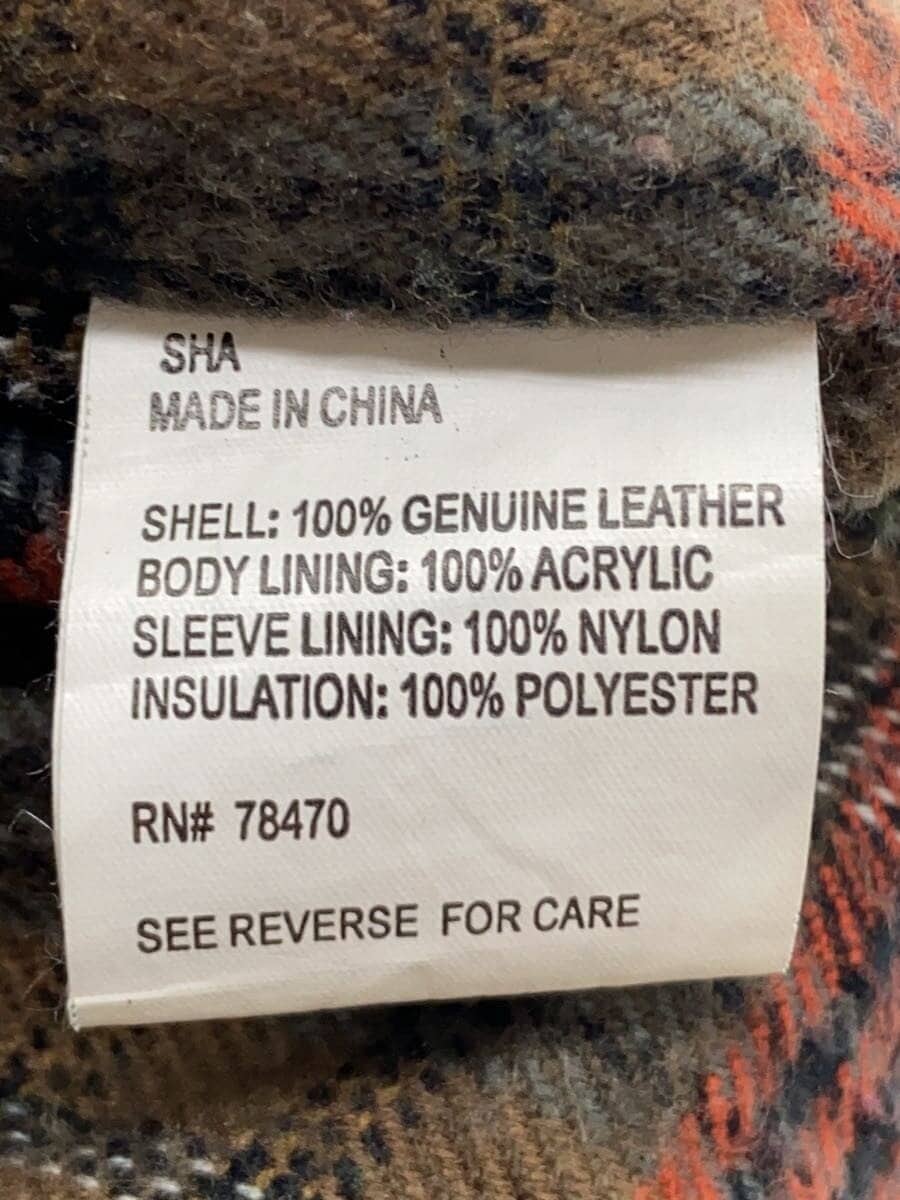 SHA
MADE IN CHINA
SHELL: 100% GENUINE LEATHER
BODY LINING: 100% ACRYLIC
SLEEVE LINING: 100% NYLON
INSULATION: 100% POLYESTER
RN# 78470
SEE REVERSE FOR CARE